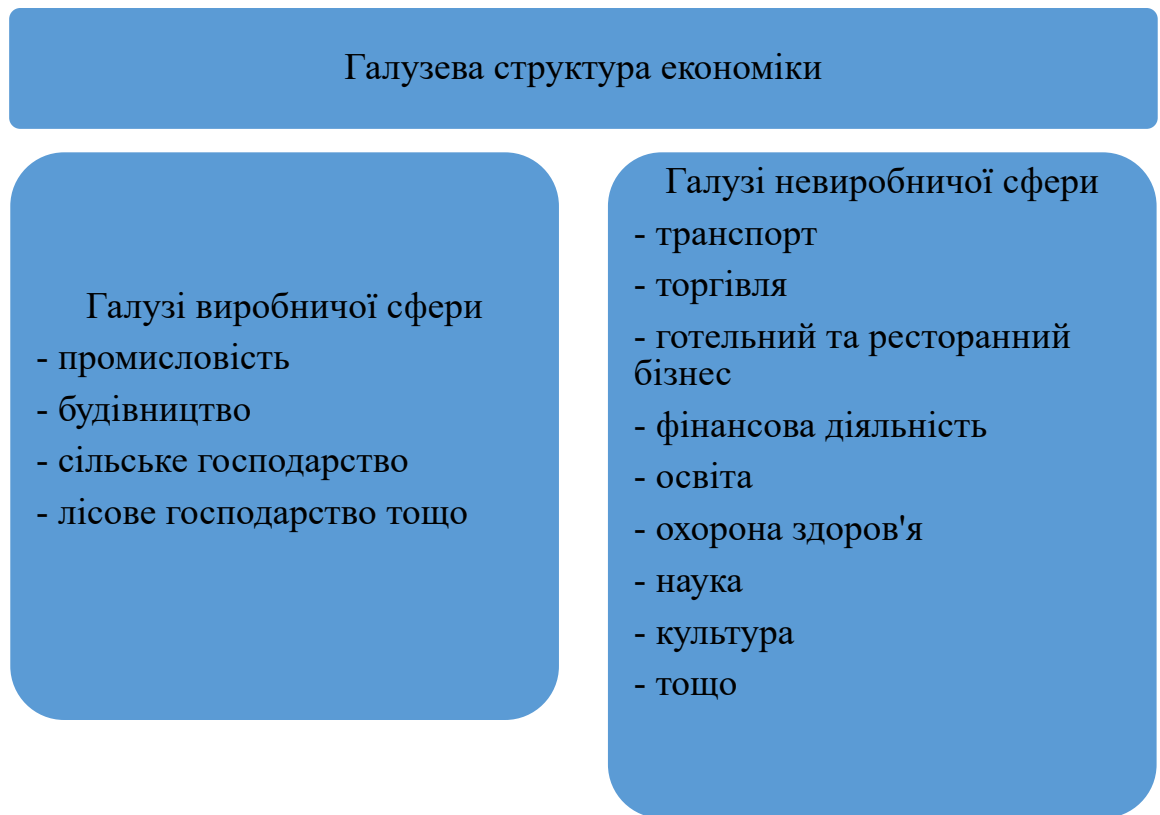 Галузева структура економіки
Галузі виробничої сфери
- промисловість
- будівництво
- сільське господарство
- лісове господарство тощо
Галузі невиробничої сфери
- транспорт
- торгівля
- готельний та ресторанний
бізнес
- фінансова діяльність
- освіта
- охорона здоров'я
- наука
- культура
- тощо